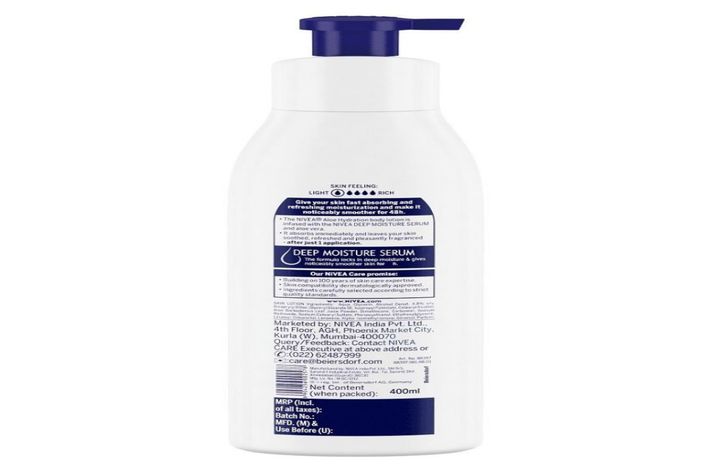 SKIN FEELING:
LIGHT RICH
Give your skin fast absorbing and
refreshing moisturization and make it
noticeably smoother for 48h.
• The NIVEA® Aloe Hydration body lotion is
infused with the NIVEA DEEP MOISTURE SERUM
and aloe vera.
• It absorbs immediately and leaves your skin
soothed, refreshed and pleasantly fragranced
- after just 1 application.
DEEP MOISTURE SERUM
The formula locks in deep moisture & gives
noticeably smoother skin for
Our NIVEA Care promise:
• Building on 100 years of skin care expertise.
• Skin compatibility dermatologically approved.
• Ingredients carefully selected according to strict
quality standards.
www.NIVEA.com
Marketed by: NIVEA India Pvt. Ltd.,
4th Floor, AGH, Phoenix Market City,
Kurla (W), Mumbai-400070
Query/Feedback: Contact NIVEA
CARE Executive at above address or
(022) 62487999
care@beiersdorf.com
Beiersdorf
Net Content
(when packed): 400ml
MRP (Incl.
of all taxes):
Batch No.:
MFD. (M) &
Use Before (U):